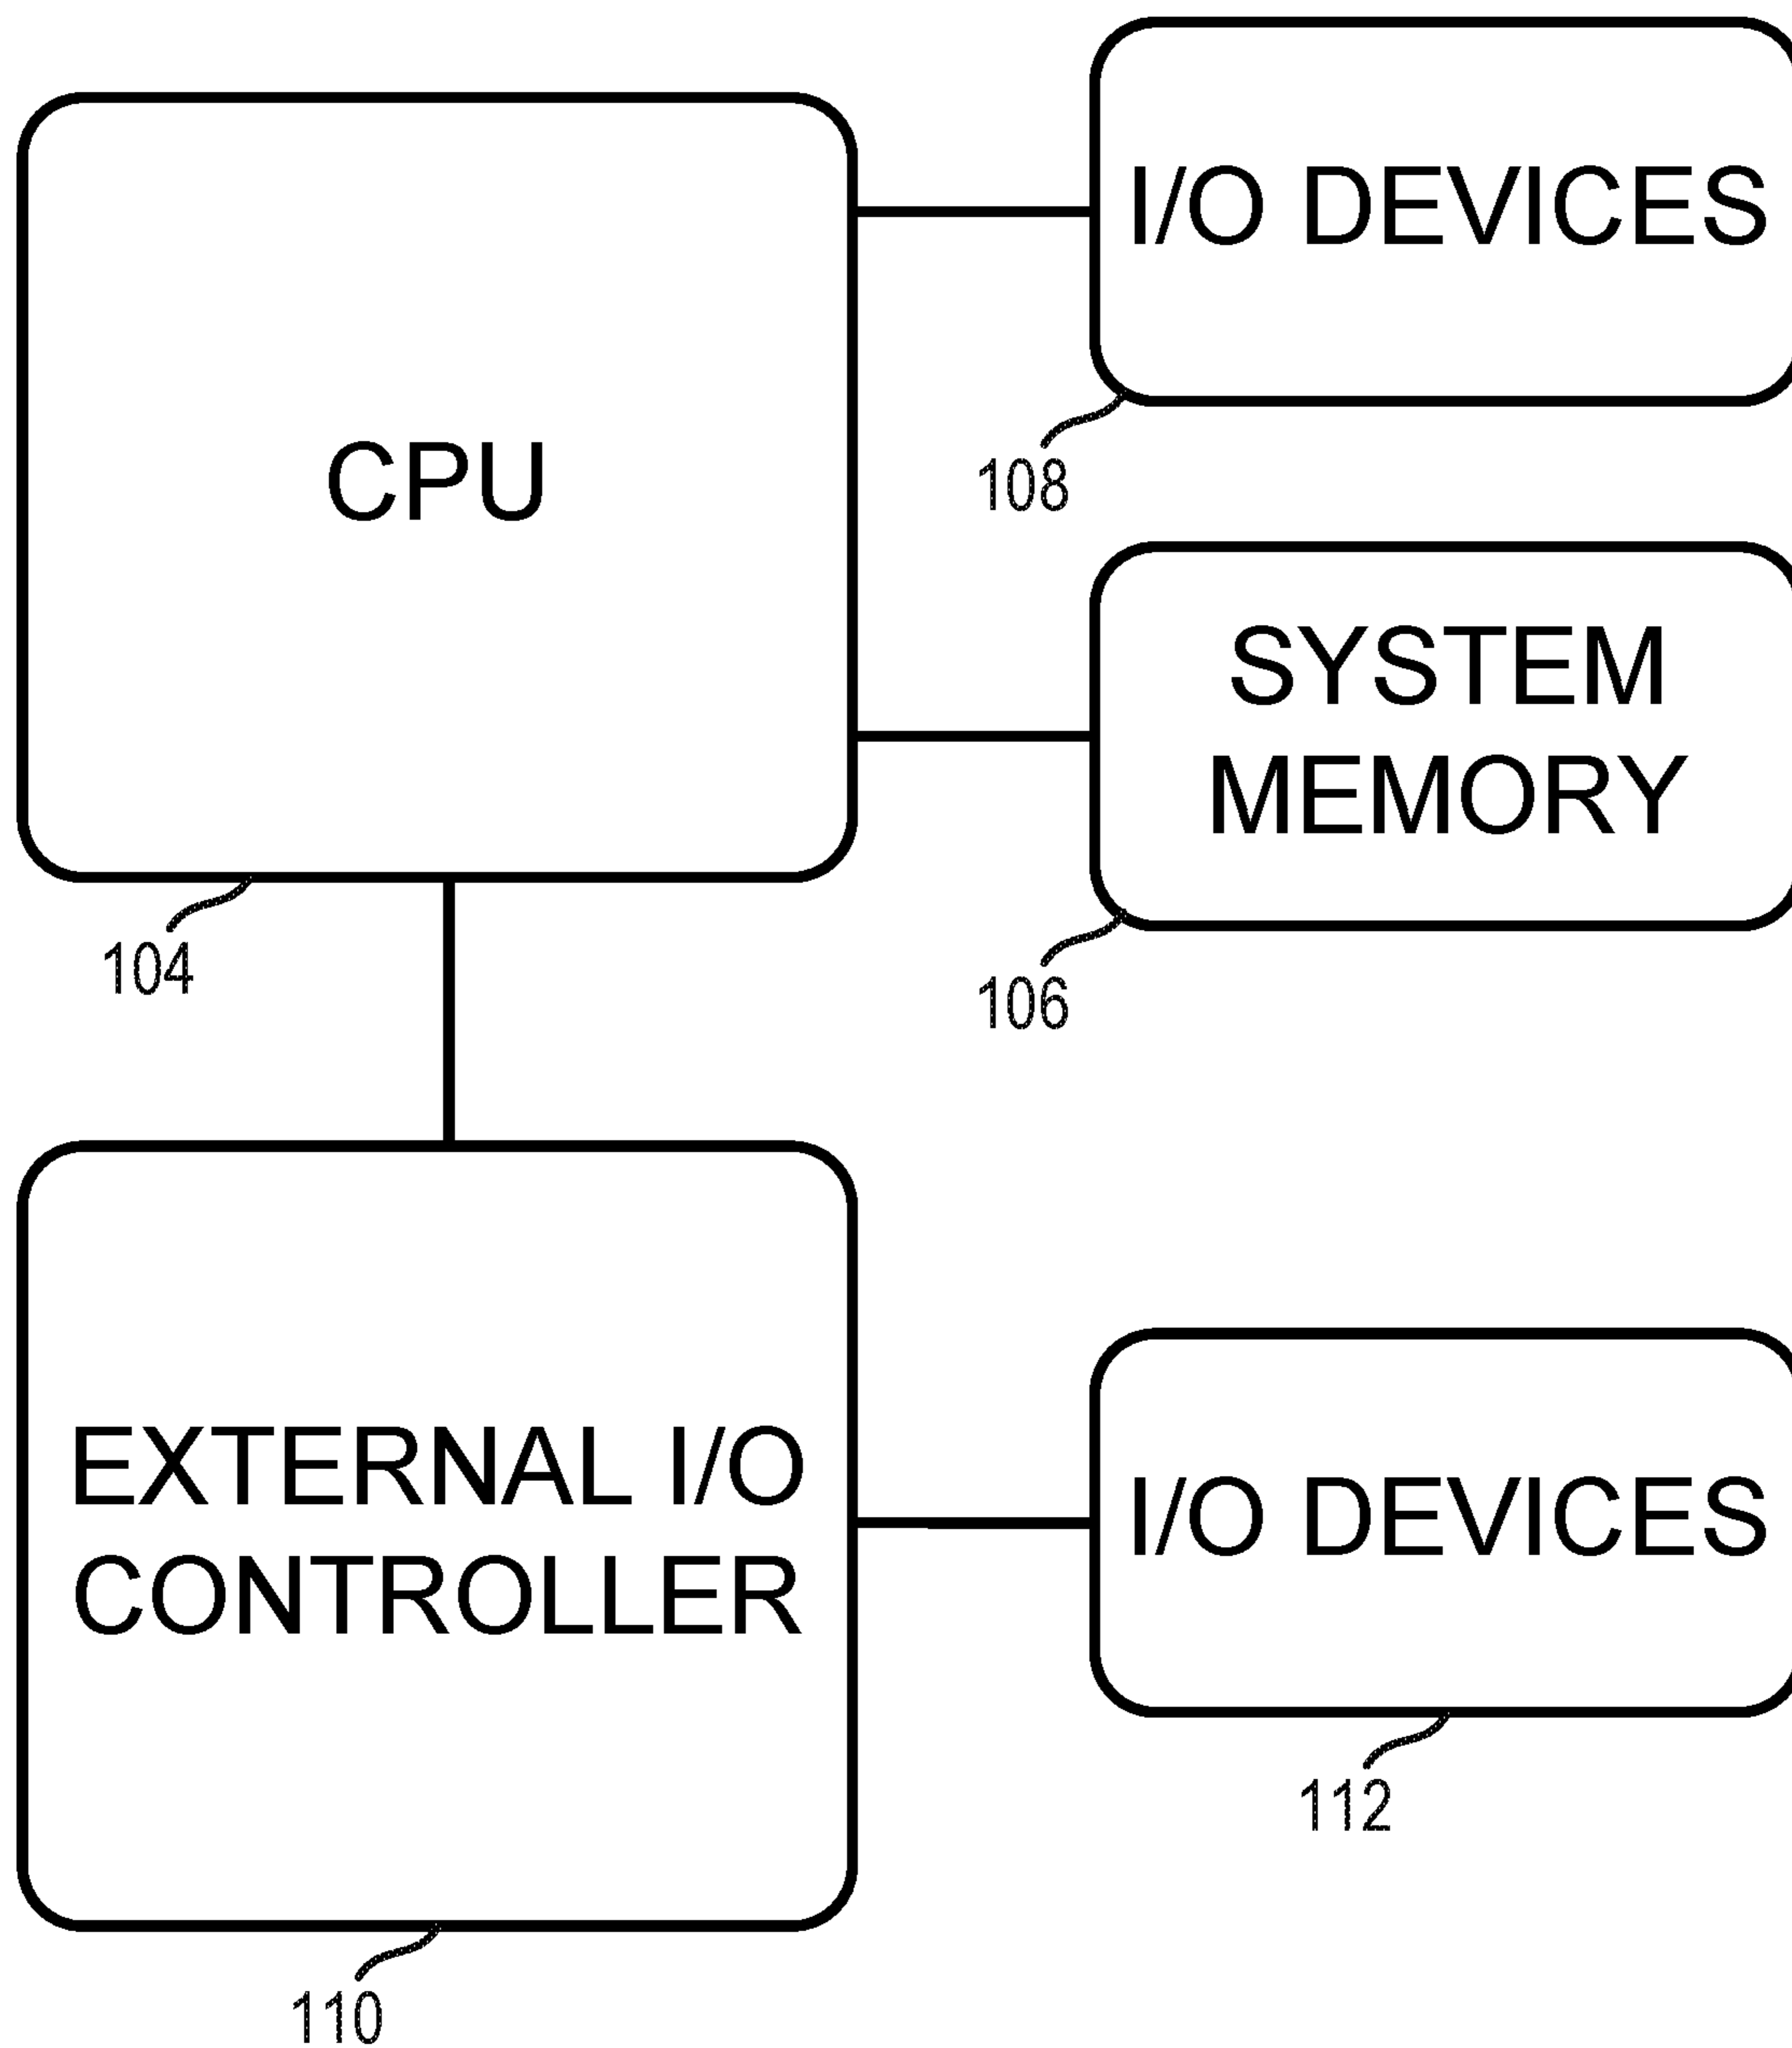 I/O DEVICES
CPU
108
SYSTEM
MEMORY
104
106
EXTERNAL I/O
CONTROLLER
I/O DEVICES
112
110